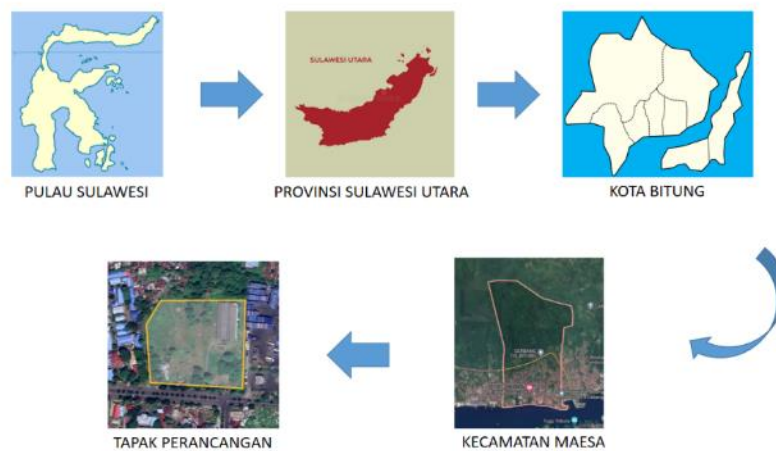 SULAWESI UTARA
PULAU SULAWESI
PROVINSI SULAWESI UTARA
KOTA BITUNG
TAPAK PERANCANGAN
KECAMATAN MAESA